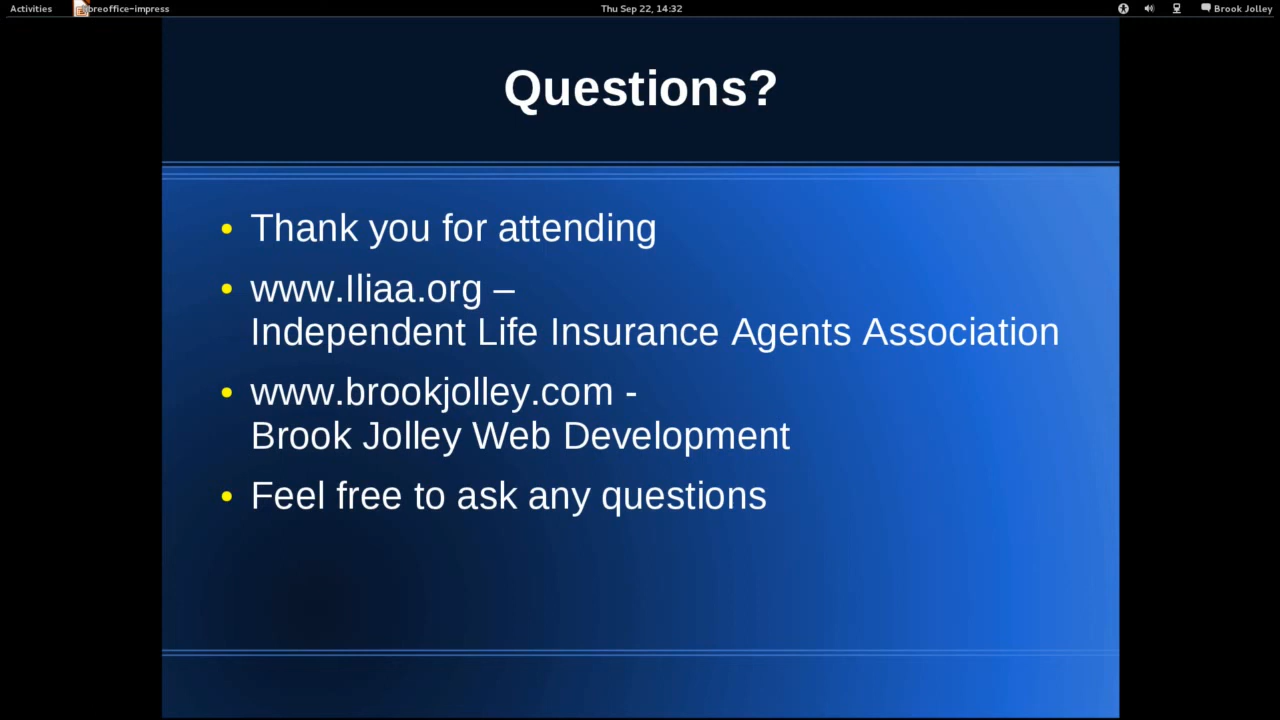 Activities
libreoffice-impress
Thu Sep 22, 14:32
Brook Jolley
Questions?
Thank you for attending
www.Iliaa.org –
Independent Life Insurance Agents Association
www.brookjolley.com -
Brook Jolley Web Development
Feel free to ask any questions